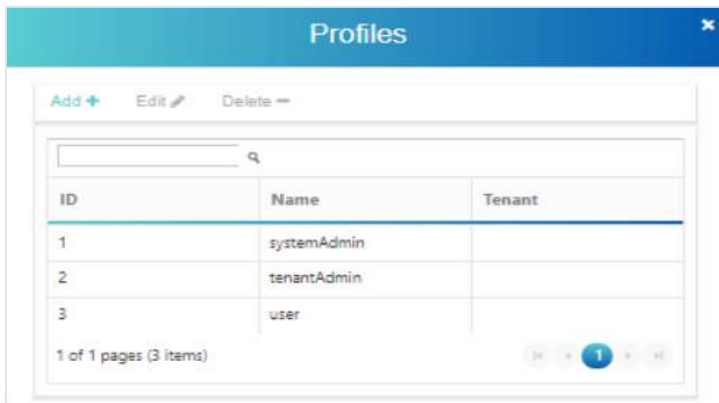 Profiles
Add Edit Delete
ID Name Tenant
1 systemAdmin
2 tenantAdmin
3 user
1 of 1 pages (3 items) 1